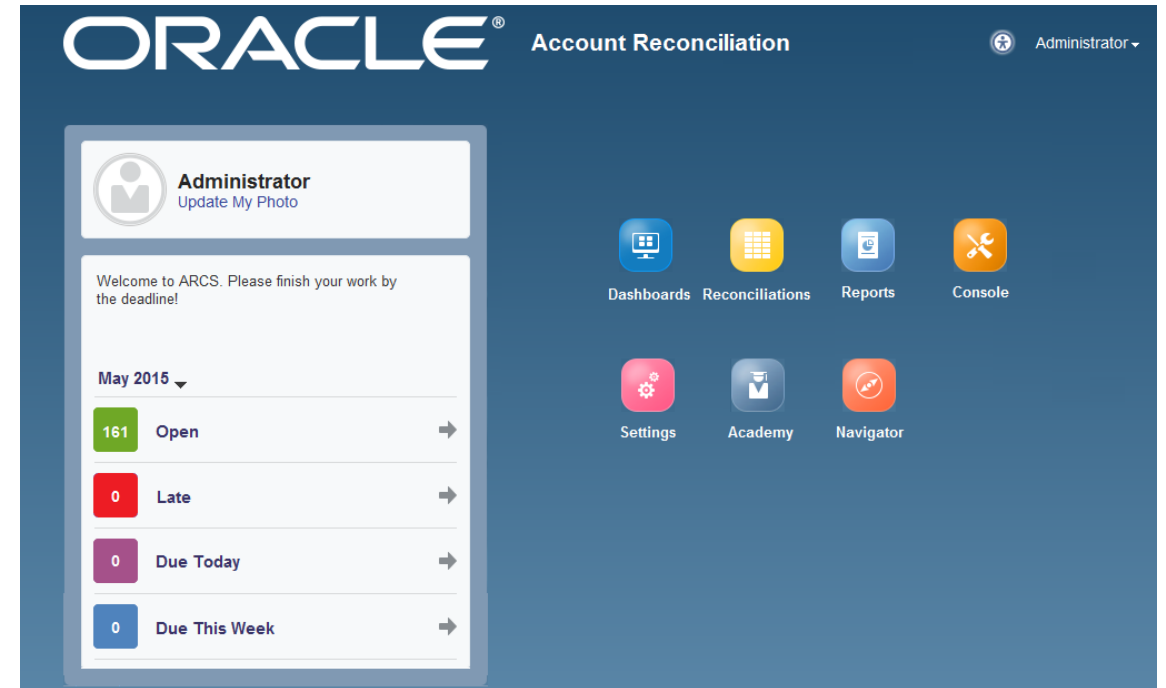 ORACLE® Account Reconciliation Administrator
Administrator
Update My Photo
Welcome to ARCS. Please finish your work by
the deadline!
May 2015
161 Open
0 Late
0 Due Today
0 Due This Week
Dashboards Reconciliations Reports Console
Settings Academy Navigator